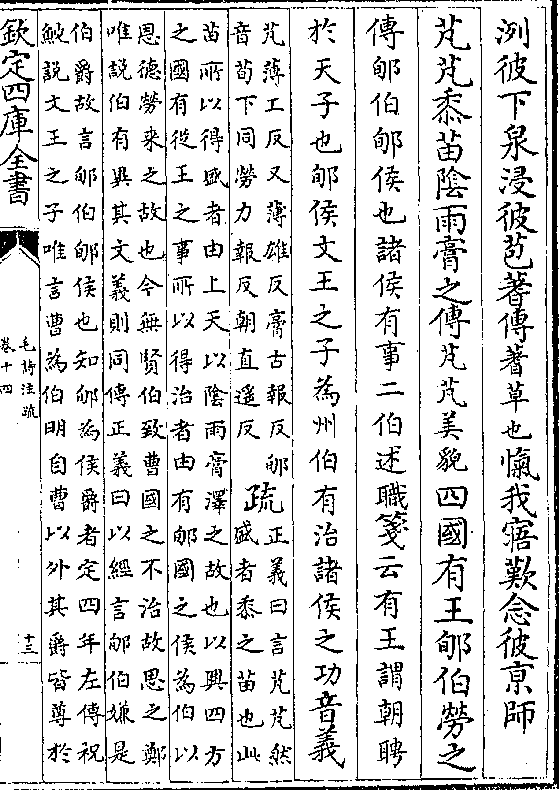 洌彼下泉浸彼苞蓍傳蓍草也愾我寤歎念彼京師
芃芃黍苗陰雨膏之傳芃芃美貌四國有王郇伯勞之
傳郇伯郇侯也諸侯有事二伯述職箋云有王謂朝聘
於天子也郇侯文王之子為州伯有治諸侯之功音義
芃薄工反又薄雄反膏古報反郇
音荀下同勞力報反朝直遥反
疏
正義曰言芃芃然
盛者黍之苗也此
苗所以得盛者由上天以陰雨膏澤之故也以興四方
之國有從王之事所以得治者由有郇國之侯為伯以
恩德勞來之故也今無賢伯致曹國之不治故思之鄭
唯說伯有異其文義則同傳正義曰以經言郇伯嫌是
伯爵故言郇伯郇侯也知郇為侯爵者定四年左傳祝
鮀說文王之子唯言曹為伯明自曹以外其爵皆尊於
欽定四庫全書
毛詩注疏
卷十四
十三